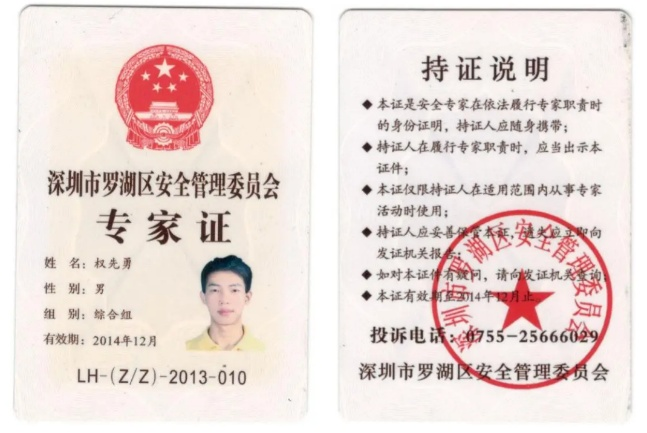 深圳市罗湖区安全管理委员会
专家证
姓 名：权先勇
性 别：男
组 别：综合组
有效期：2014年12月
LH-(Z/Z)-2013-010
持证说明
◆ 本证是安全专家在依法履行专家职责时
的身份证明，持证人应随身携带；
◆ 持证人在履行专家职责时，应当出示本
证件；
◆ 本证仅限持证人在适用范围内从事专家
活动时使用；
◆ 持证人应妥善保管本证，遗失应立即向
发证机关报告；
◆ 如对本证件有疑问，请向发证机关查询；
◆ 本证有效期至2014年12月止
投诉电话：0755-25666029
深圳市罗湖区安全管理委员会
深圳市罗湖区安全管理委员会